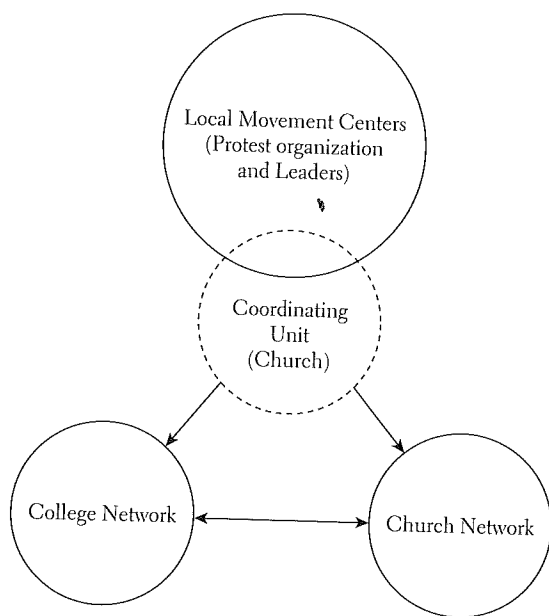 Local Movement Centers
(Protest organization
and Leaders)
Coordinating
Unit
(Church)
College Network
Church Network